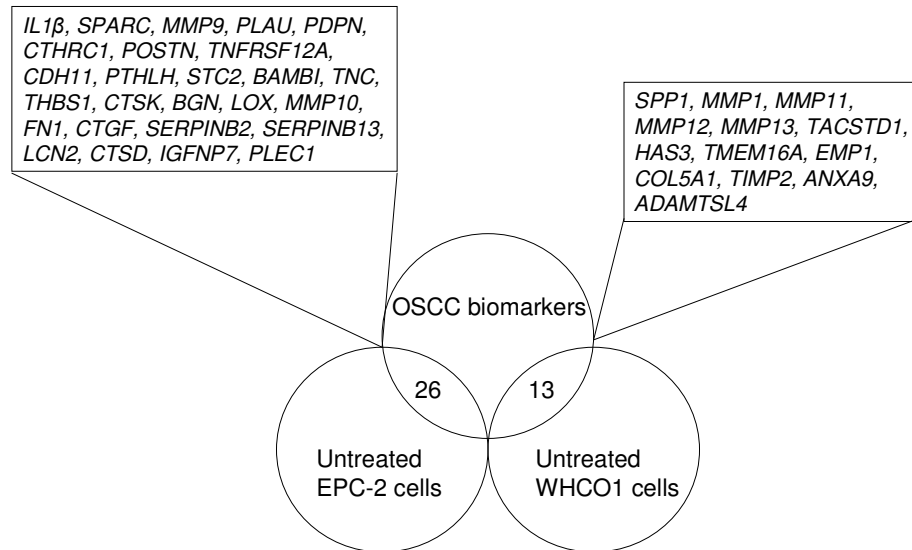 IL1β, SPARC, MMP9, PLAU, PDPN,
CTHRC1, POSTN, TNFRSF12A,
CDH11, PTHLH, STC2, BAMBI, TNC,
THBS1, CTSK, BGN, LOX, MMP10,
FN1, CTGF, SERPINB2, SERPINB13,
LCN2, CTSD, IGFNP7, PLEC1
SPP1, MMP1, MMP11,
MMP12, MMP13, TACSTD1,
HAS3, TMEM16A, EMP1,
COL5A1, TIMP2, ANXA9,
ADAMTSL4
OSCC biomarkers
26
13
Untreated
EPC-2 cells
Untreated
WHCO1 cells